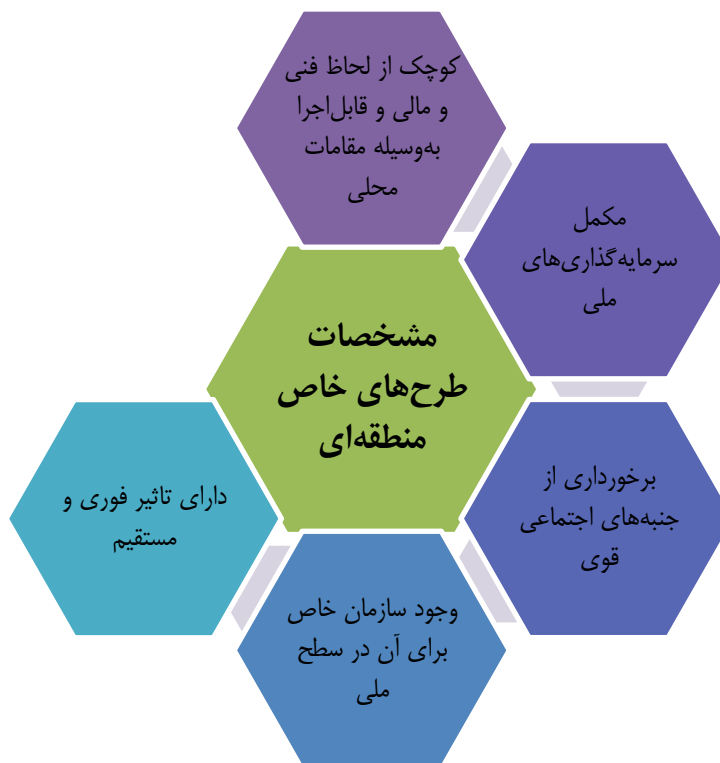 کوچک از لحاظ فنی
و مالی و قابل‌اجرا
به‌وسیله مقامات
محلی
مکمل
سرمایه‌گذاری‌های
ملی
مشخصات
طرح‌های خاص
منطقه‌ای
برخورداری از
جنبه‌های اجتماعی
قوی
دارای تاثیر فوری و
مستقیم
وجود سازمان خاص
برای آن در سطح
ملی